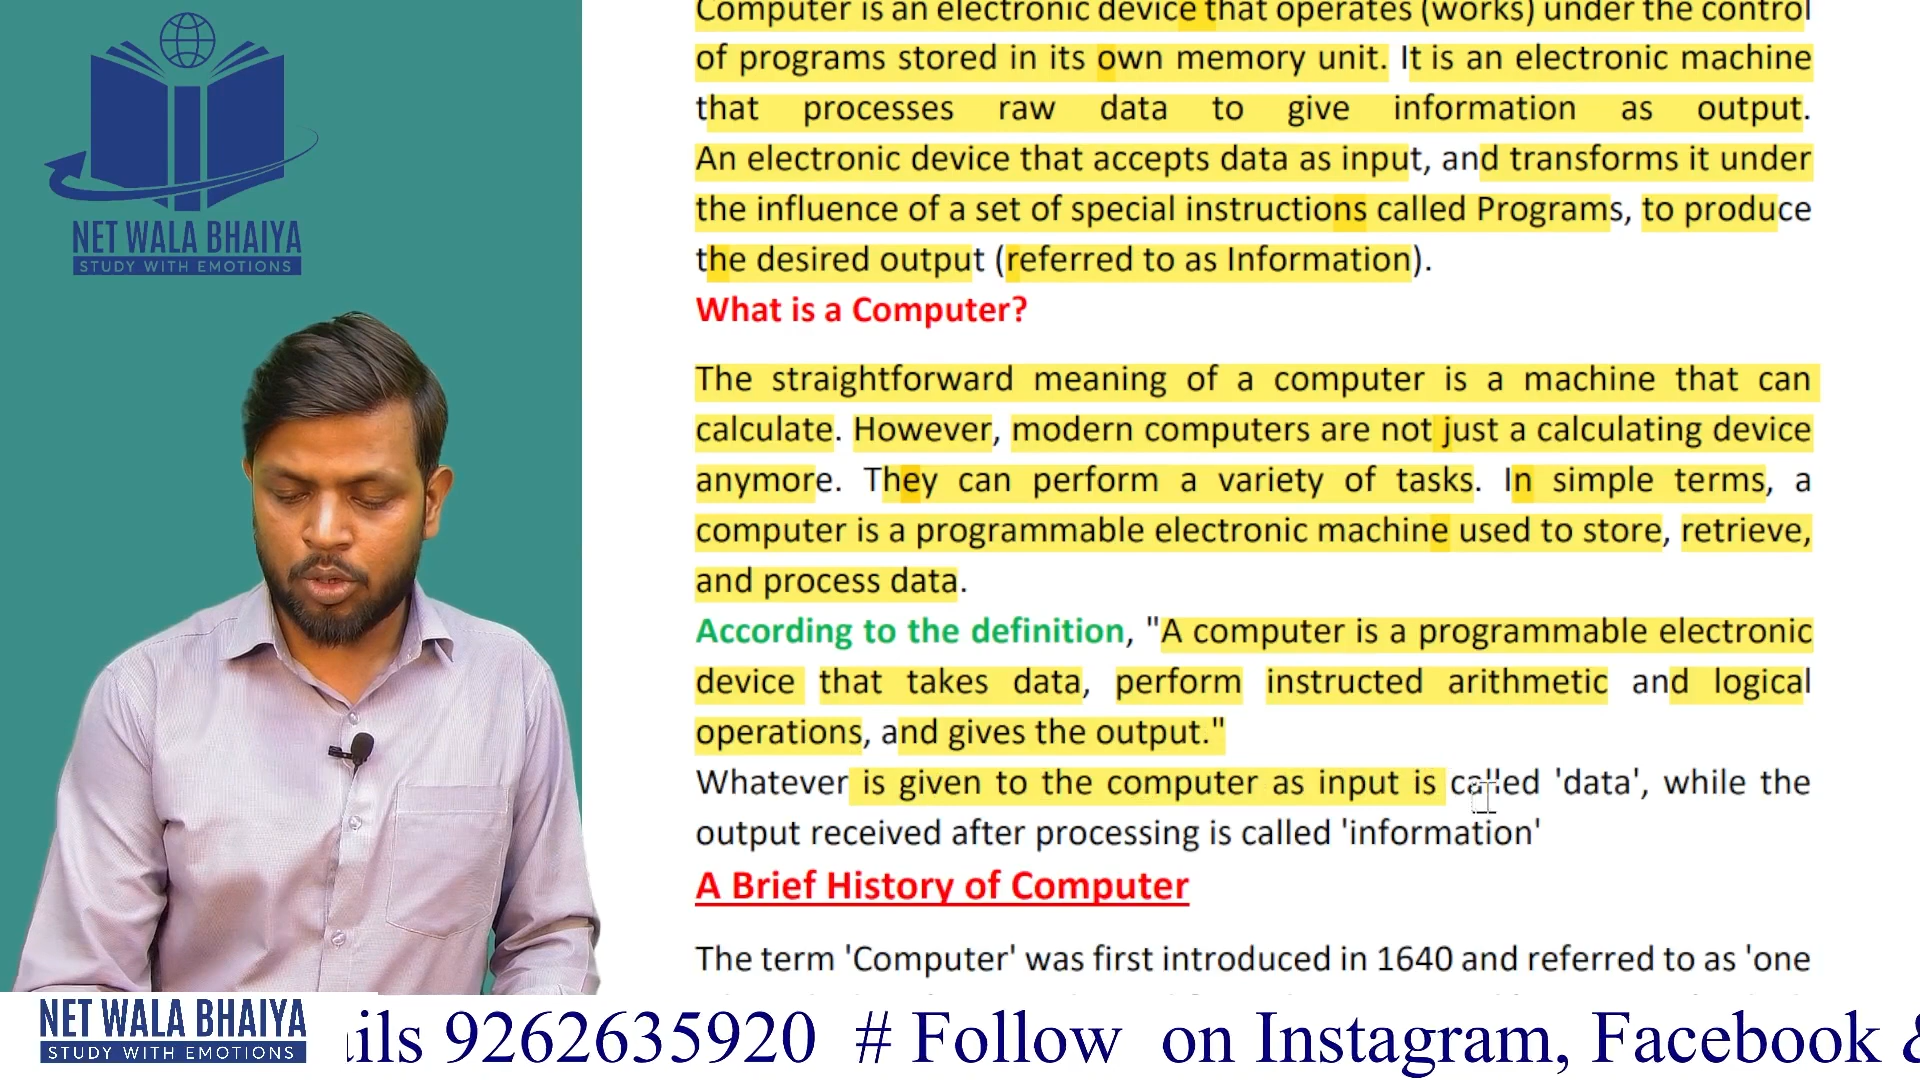 NET WALA BHAIYA
STUDY WITH EMOTIONS
Computer is an electronic device that operates (works) under the control
of programs stored in its own memory unit. It is an electronic machine
that processes raw data to give information as output.
An electronic device that accepts data as input, and transforms it under
the influence of a set of special instructions called Programs, to produce
the desired output (referred to as Information).
What is a Computer?
The straightforward meaning of a computer is a machine that can
calculate. However, modern computers are not just a calculating device
anymore. They can perform a variety of tasks. In simple terms, a
computer is a programmable electronic machine used to store, retrieve,
and process data.
According to the definition, "A computer is a programmable electronic
device that takes data, perform instructed arithmetic and logical
operations, and gives the output."
Whatever is given to the computer as input is called 'data', while the
output received after processing is called 'information'
A Brief History of Computer
The term 'Computer' was first introduced in 1640 and referred to as 'one
NET WALA BHAIYA
STUDY WITH EMOTIONS
ils 9262635920 # Follow on Instagram, Facebook &